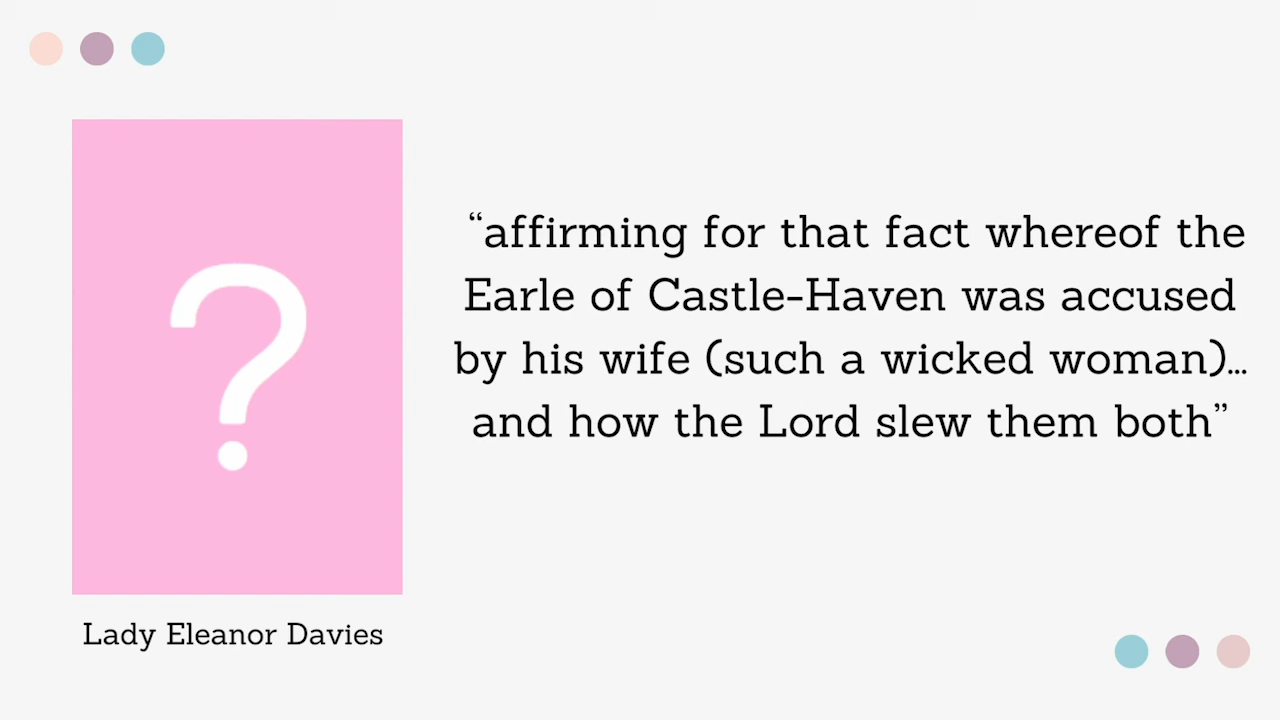 “affirming for that fact whereof the
Earle of Castle-Haven was accused
by his wife (such a wicked woman)...
and how the Lord slew them both”
?
Lady Eleanor Davies